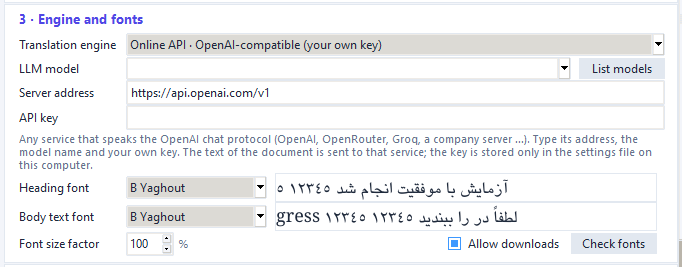 3 · Engine and fonts
Translation engine Online API · OpenAI-compatible (your own key)
LLM model List models
Server address https://api.openai.com/v1
API key
Any service that speaks the OpenAI chat protocol (OpenAI, OpenRouter, Groq, a company server ...). Type its address, the
model name and your own key. The text of the document is sent to that service; the key is stored only in the settings file on
this computer.
Heading font B Yaghout آزمایش با موفقیت انجام شد ۱۲۳٤٥ ٥
Body text font B Yaghout لطفاً در را ببندید ۱۲۳٤٥ ۱۲۳٤٥ gress
Font size factor 100 % Allow downloads Check fonts